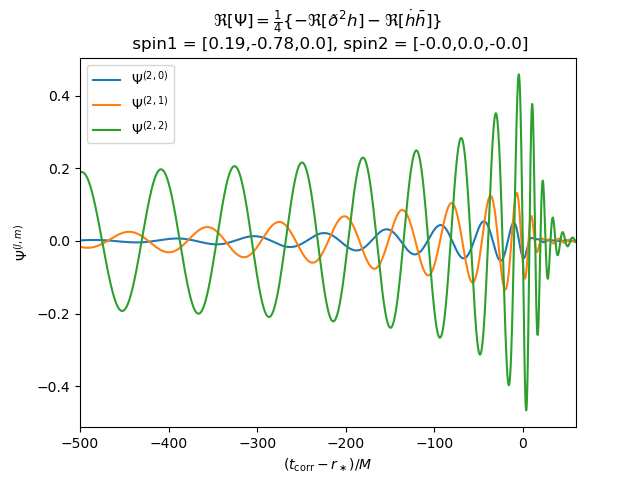 ℜ[Ψ] = 1/4{−ℜ[ð²h] − ℜ[ḣh̄]}
spin1 = [0.19,-0.78,0.0], spin2 = [-0.0,0.0,-0.0]
Ψ^(2,0)
Ψ^(2,1)
Ψ^(2,2)
Ψ^(l,m)
0.4
0.2
0.0
−0.2
−0.4
−500 −400 −300 −200 −100 0
(t_corr − r_*)/M